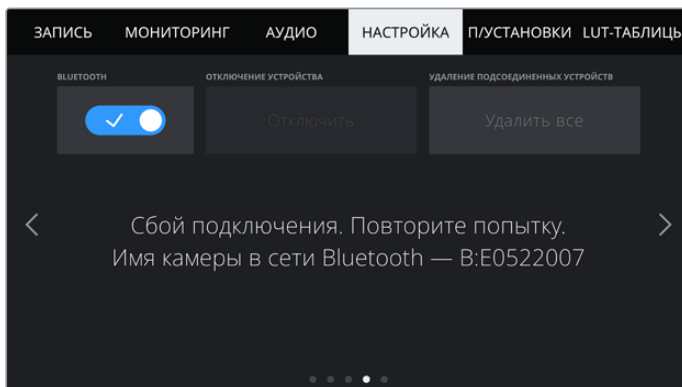 ЗАПИСЬ МОНИТОРИНГ АУДИО НАСТРОЙКА П/УСТАНОВКИ LUT-ТАБЛИЦЫ
BLUETOOTH ОТКЛЮЧЕНИЕ УСТРОЙСТВА УДАЛЕНИЕ ПОДСОЕДИНЕННЫХ УСТРОЙСТВ
Отключить Удалить все
Сбой подключения. Повторите попытку.
Имя камеры в сети Bluetooth — B:E0522007